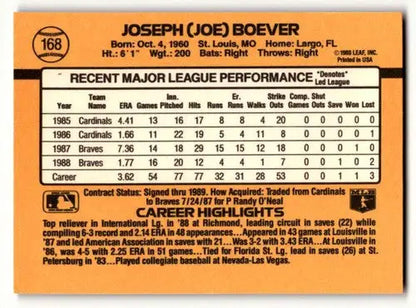 168
JOSEPH (JOE) BOEVER
Born: Oct. 4, 1960 St. Louis, MO Home: Largo, FL
Ht.: 6'1" Wgt.: 200 Bats: Right Throws: Right
©1989 LEAF, INC.
PRINTED IN USA
RECENT MAJOR LEAGUE PERFORMANCE *Denotes Led League
Year Team Name ERA Games Inn. Pitched Hits Runs Er. Runs Walks Strike Outs Comp. Games Shut Outs Saves Won Lost
1985 Cardinals 4.41 13 16 17 8 8 4 20 0 0 0 0 0
1986 Cardinals 1.66 11 22 19 5 4 11 8 0 0 0 0 1
1987 Braves 7.36 14 18 29 15 15 12 18 0 0 0 1 0
1988 Braves 1.77 16 20 12 4 4 1 7 0 0 1 0 2
Career 3.62 54 77 77 32 31 28 53 0 0 1 1 3
Contract Status: Signed thru 1989. How Acquired: Traded from Cardinals
to Braves 7/24/87 for P Randy O'Neal
CAREER HIGHLIGHTS
Top reliever in International Lg. in '88 at Richmond, leading circuit in saves (22) while
compiling 6-3 record and 2.14 ERA in 48 appearances...Appeared in 43 games at Louisville in
'87 and led American Association in saves with 21...Was 3-2 with 3.43 ERA...At Louisville in
'86, was 4-5 with 2.25 ERA in 51 games...Tied for Florida St. Lg. lead in saves (26) at St.
Petersburg in '83...Played collegiate baseball at Nevada-Las Vegas.